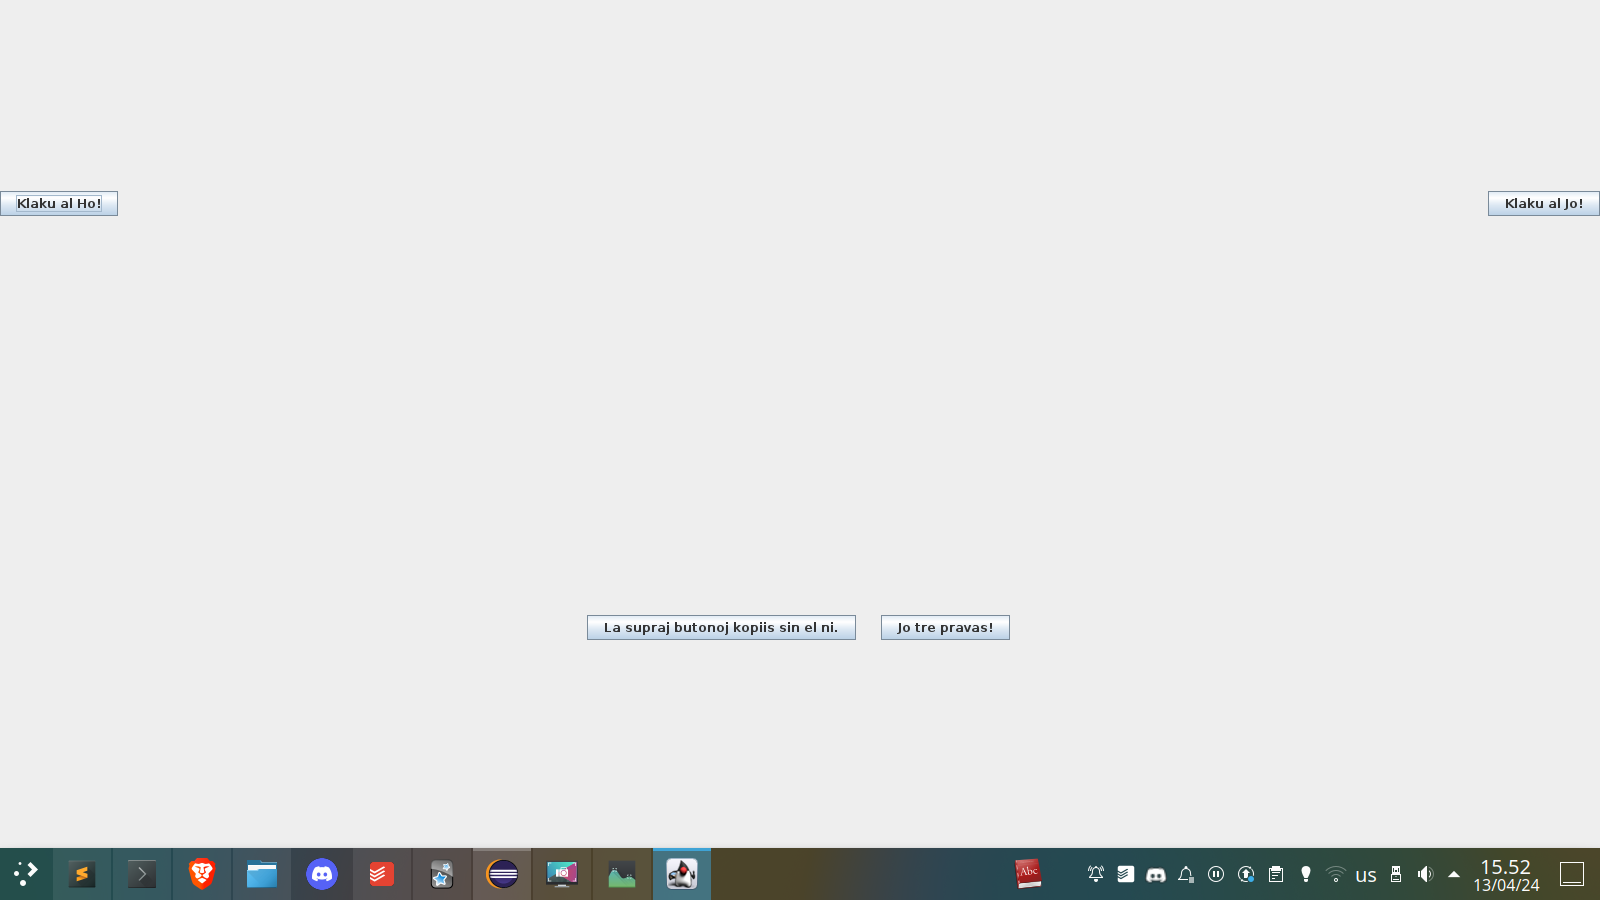 Klaku al Ho!
Klaku al Jo!
La supraj butonoj kopiis sin el ni.
Jo tre pravas!
Abc
us
15.52
13/04/24